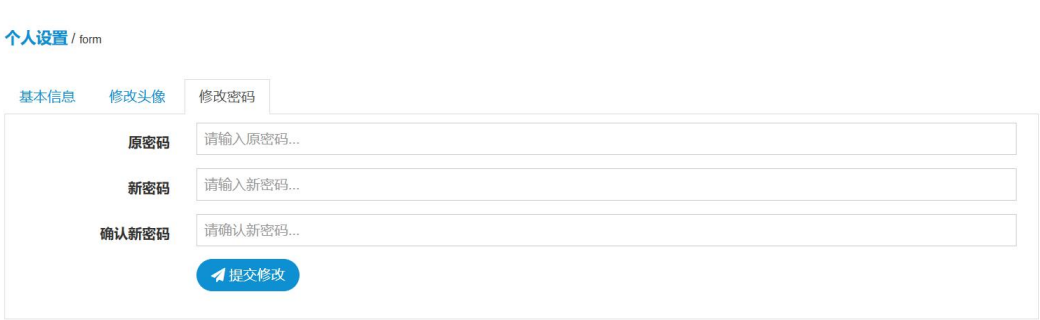 个人设置 / form
基本信息 修改头像 修改密码
原密码 请输入原密码...
新密码 请输入新密码...
确认新密码 请确认新密码...
提交修改